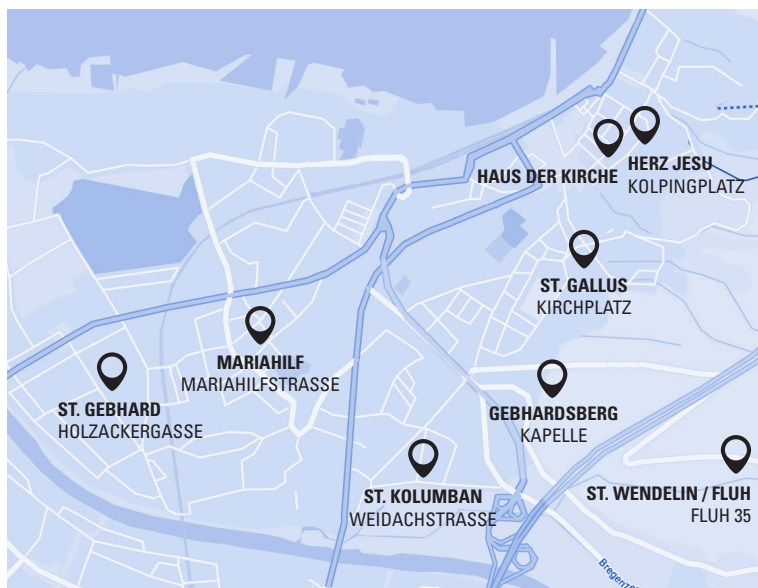 HAUS DER KIRCHE
HERZ JESU
KOLPINGPLATZ
ST. GALLUS
KIRCHPLATZ
MARIAHILF
MARIAHILFSTRASSE
ST. GEBHARD
HOLZACKERGASSE
GEBHARDSBERG
KAPELLE
ST. KOLUMBAN
WEIDACHSTRASSE
ST. WENDELIN / FLUH
FLUH 35